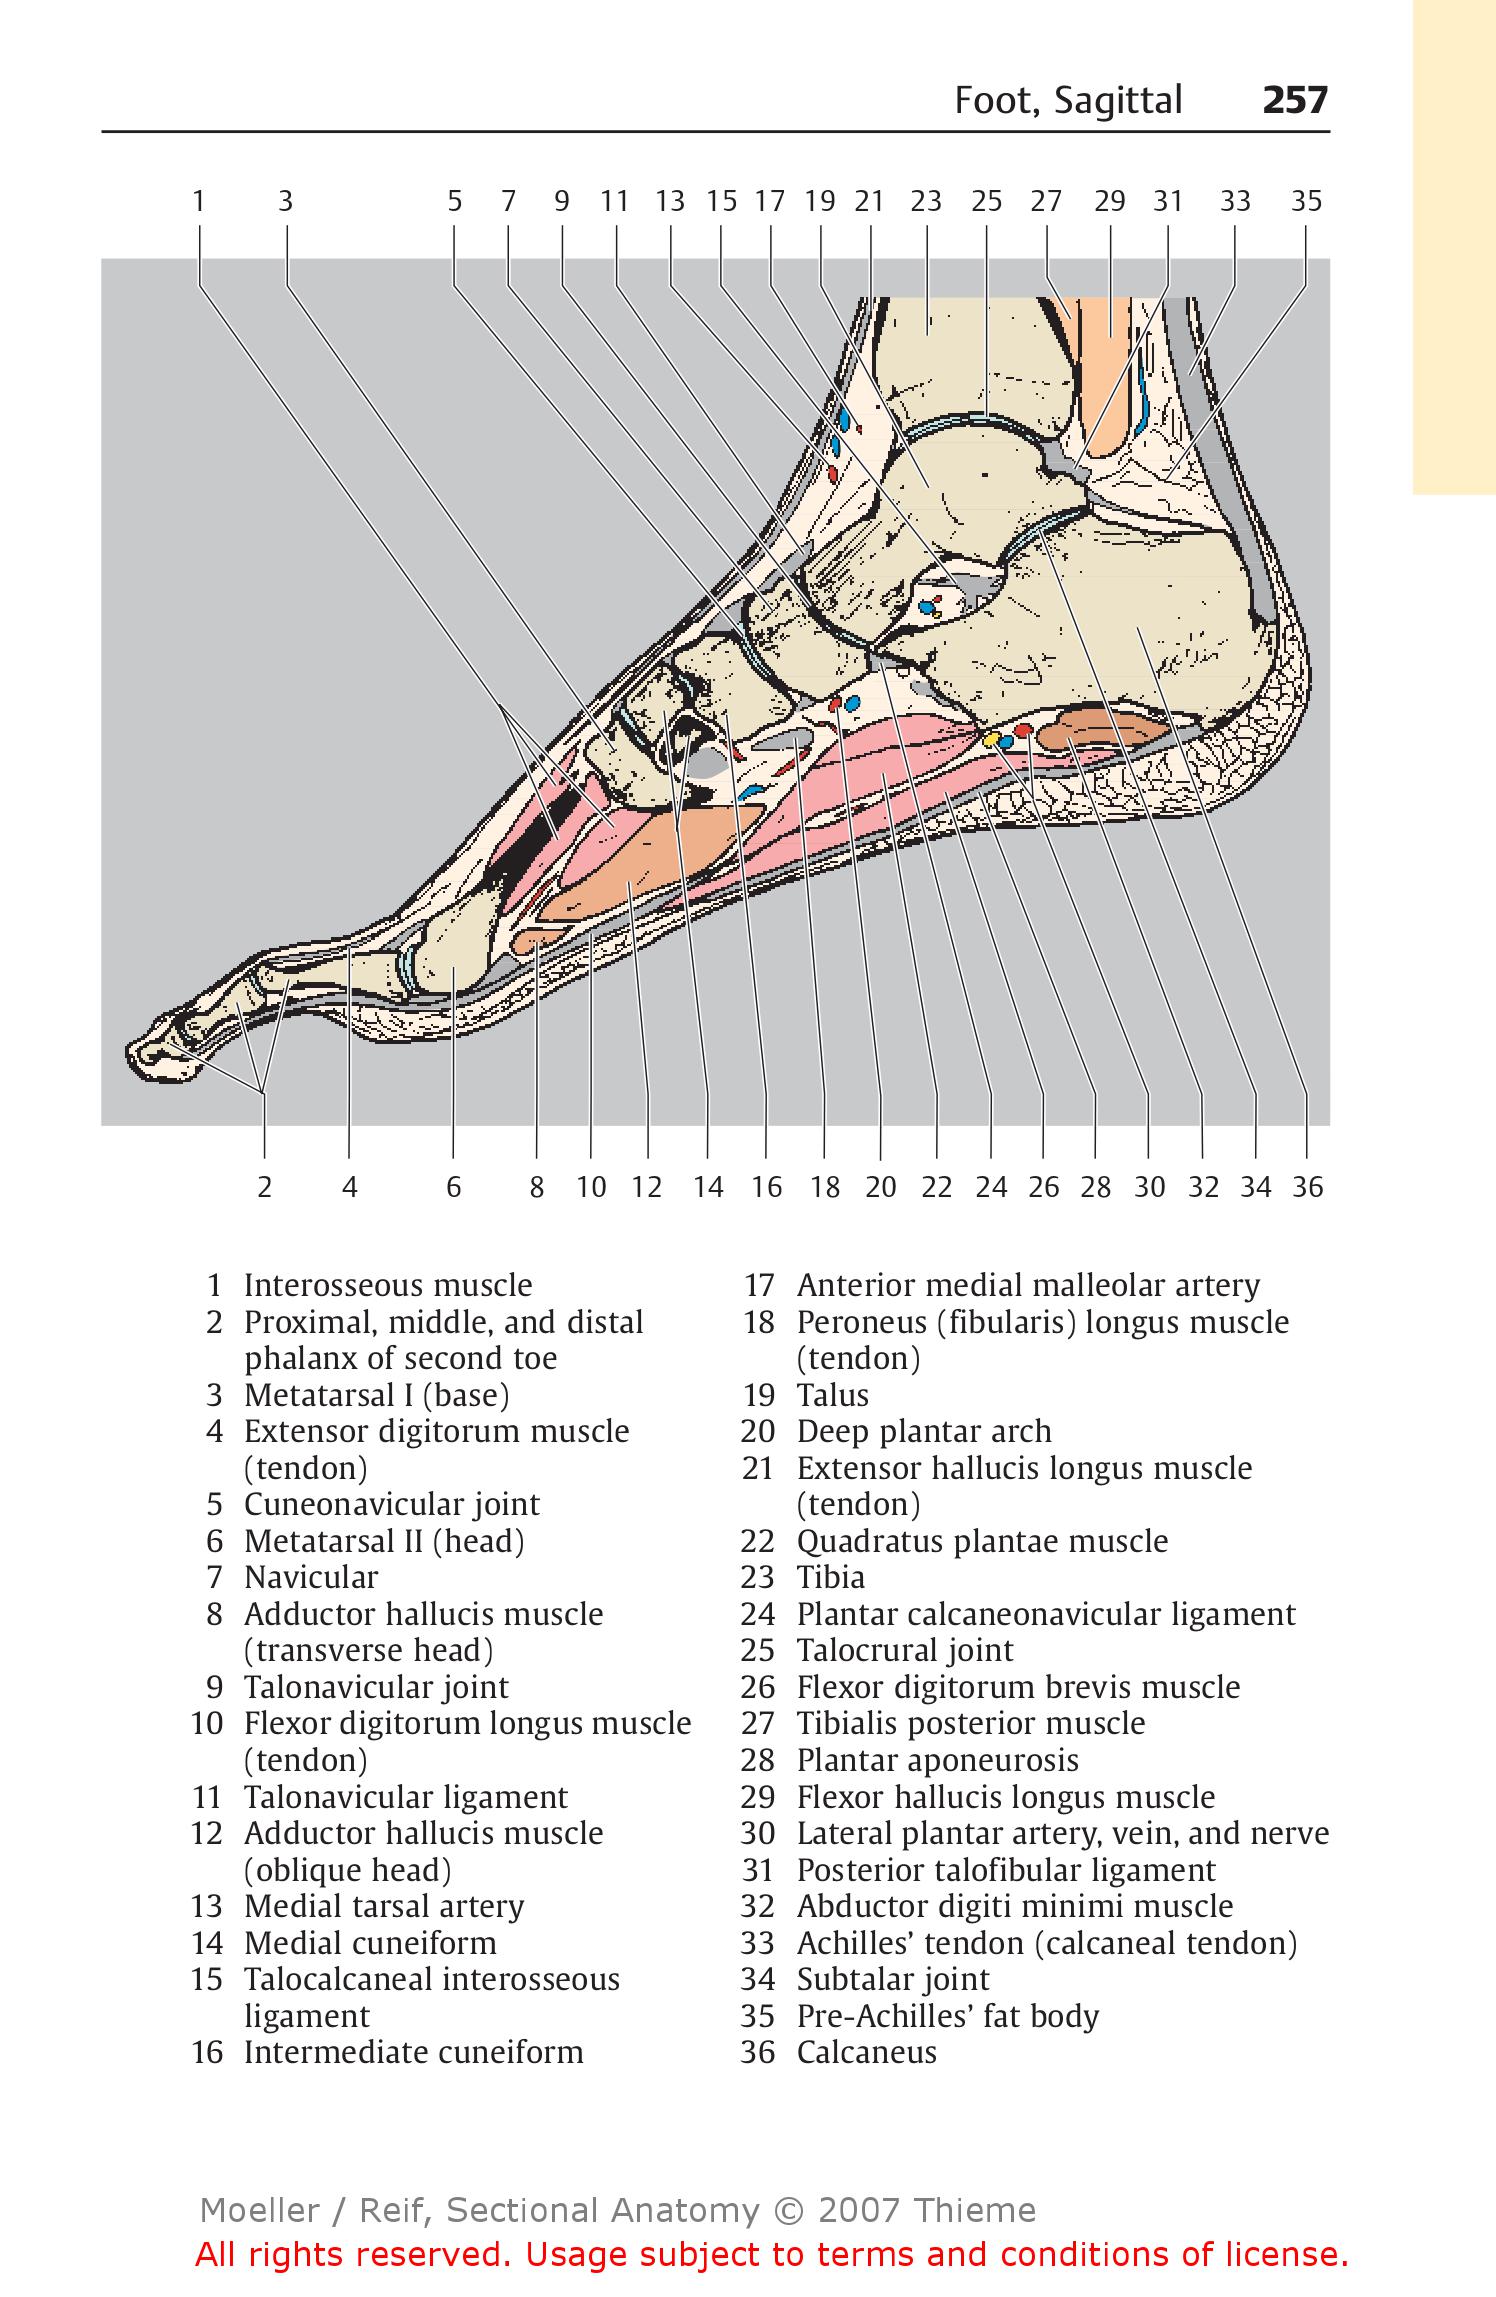 Foot, Sagittal 257
1 3 5 7 9 11 13 15 17 19 21 23 25 27 29 31 33 35
2 4 6 8 10 12 14 16 18 20 22 24 26 28 30 32 34 36
1 Interosseous muscle
2 Proximal, middle, and distal
phalanx of second toe
3 Metatarsal I (base)
4 Extensor digitorum muscle
(tendon)
5 Cuneonavicular joint
6 Metatarsal II (head)
7 Navicular
8 Adductor hallucis muscle
(transverse head)
9 Talonavicular joint
10 Flexor digitorum longus muscle
(tendon)
11 Talonavicular ligament
12 Adductor hallucis muscle
(oblique head)
13 Medial tarsal artery
14 Medial cuneiform
15 Talocalcaneal interosseous
ligament
16 Intermediate cuneiform
17 Anterior medial malleolar artery
18 Peroneus (fibularis) longus muscle
(tendon)
19 Talus
20 Deep plantar arch
21 Extensor hallucis longus muscle
(tendon)
22 Quadratus plantae muscle
23 Tibia
24 Plantar calcaneonavicular ligament
25 Talocrural joint
26 Flexor digitorum brevis muscle
27 Tibialis posterior muscle
28 Plantar aponeurosis
29 Flexor hallucis longus muscle
30 Lateral plantar artery, vein, and nerve
31 Posterior talofibular ligament
32 Abductor digiti minimi muscle
33 Achilles’ tendon (calcaneal tendon)
34 Subtalar joint
35 Pre-Achilles’ fat body
36 Calcaneus
Moeller / Reif, Sectional Anatomy © 2007 Thieme
All rights reserved. Usage subject to terms and conditions of license.